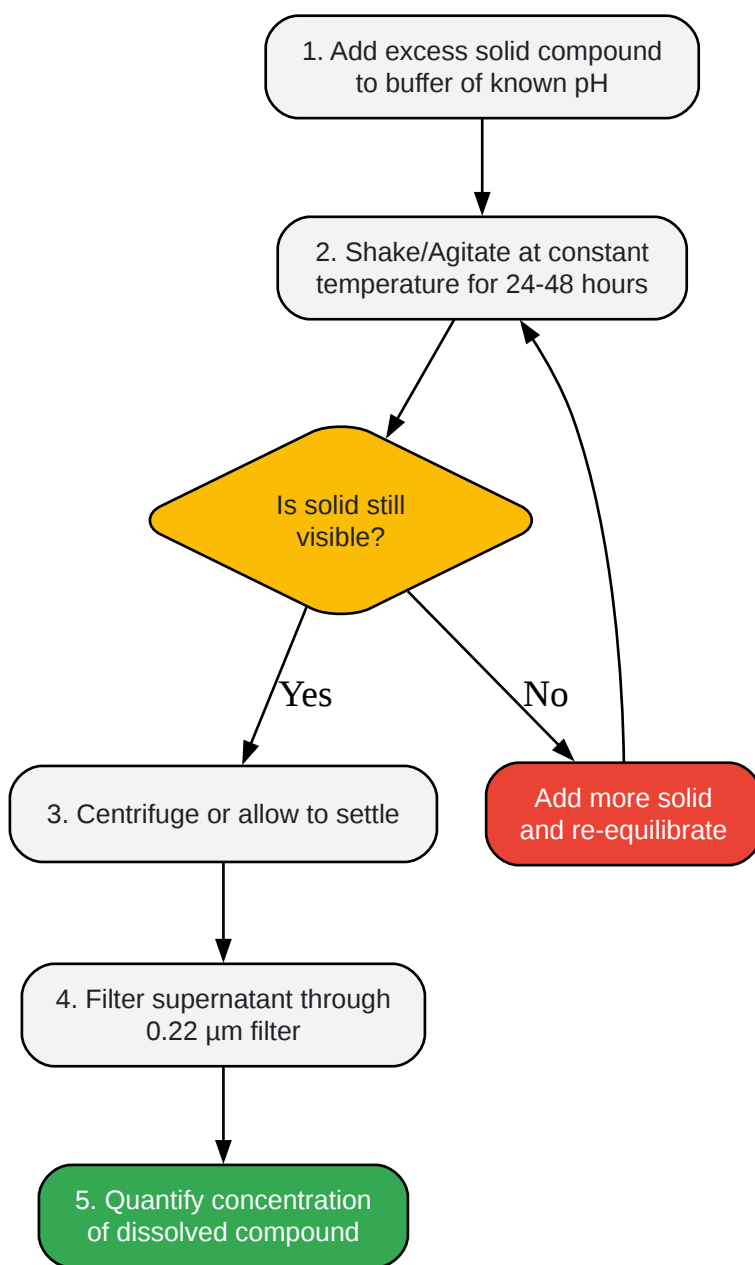 1. Add excess solid compound
to buffer of known pH
2. Shake/Agitate at constant
temperature for 24-48 hours
Is solid still
visible?
Yes
No
3. Centrifuge or allow to settle
Add more solid
and re-equilibrate
4. Filter supernatant through
0.22 µm filter
5. Quantify concentration
of dissolved compound